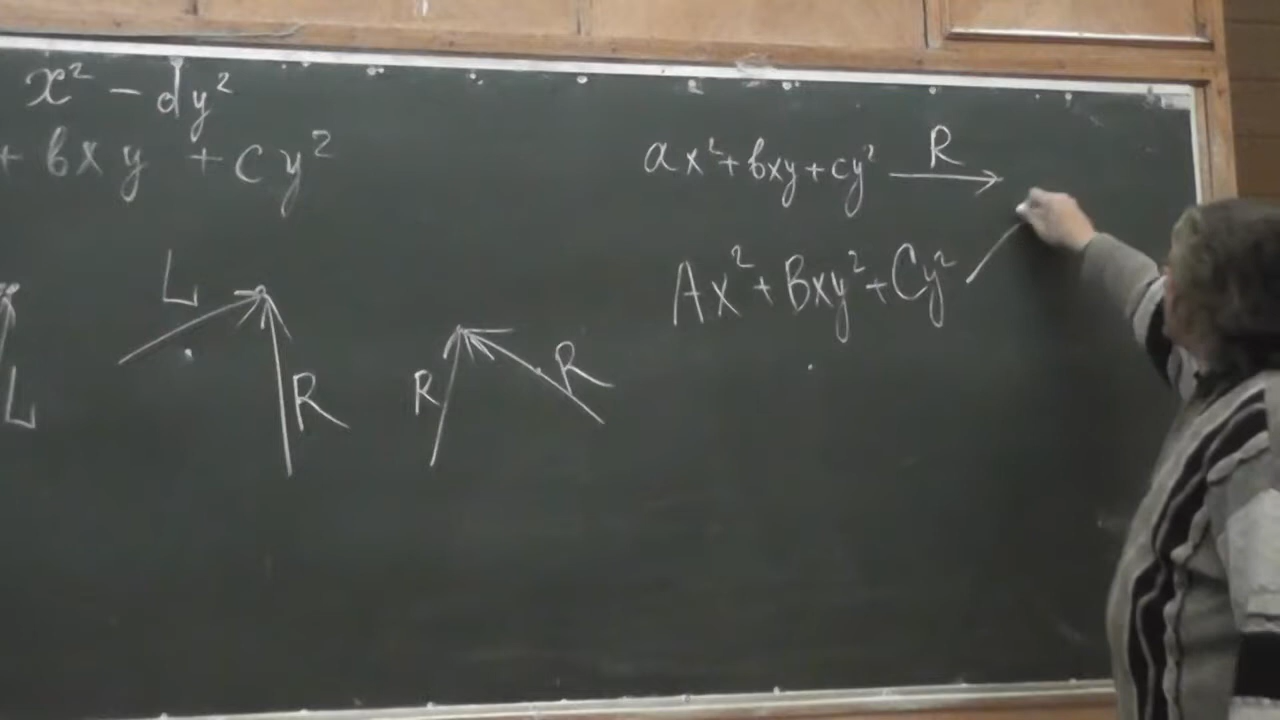 x² - dy²
+ bxy + cy²
ax² + bxy + cy² R→
Ax² + Bxy² + Cy²
L
R
R
R
L